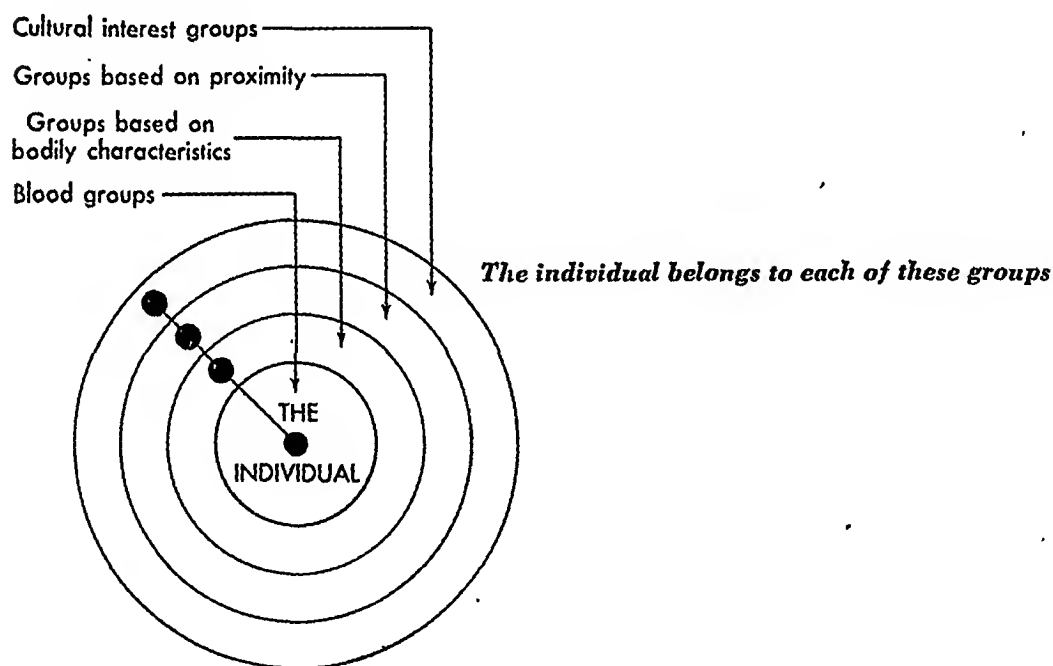 Cultural interest groups
Groups based on proximity
Groups based on
bodily characteristics
Blood groups
The individual belongs to each of these groups
THE
INDIVIDUAL